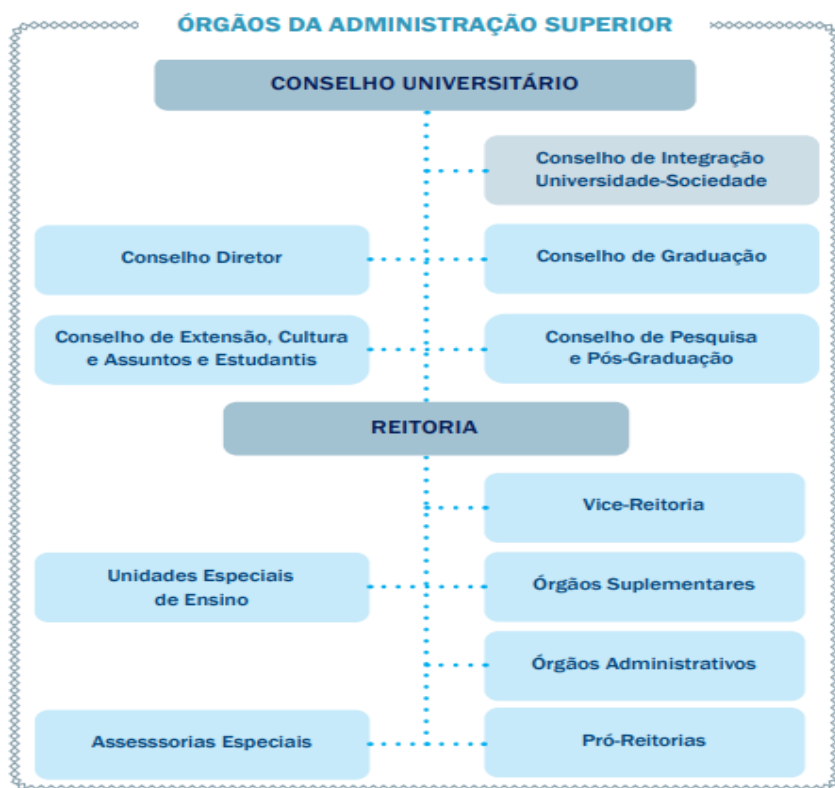 ÓRGÃOS DA ADMINISTRAÇÃO SUPERIOR
CONSELHO UNIVERSITÁRIO
Conselho de Integração
Universidade-Sociedade
Conselho Diretor
Conselho de Graduação
Conselho de Extensão, Cultura
e Assuntos e Estudantis
Conselho de Pesquisa
e Pós-Graduação
REITORIA
Vice-Reitoria
Unidades Especiais
de Ensino
Órgãos Suplementares
Órgãos Administrativos
Assesssorias Especiais
Pró-Reitorias